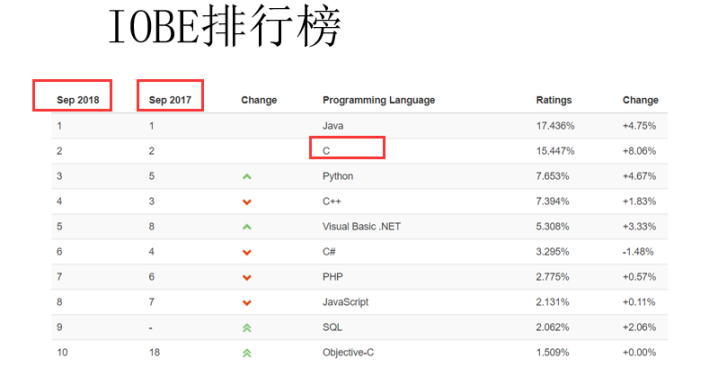 IOBE排行榜
Sep 2018 Sep 2017 Change Programming Language Ratings Change
1 1 Java 17.436% +4.75%
2 2 C 15.447% +8.06%
3 5 Python 7.653% +4.67%
4 3 C++ 7.394% +1.83%
5 8 Visual Basic .NET 5.308% +3.33%
6 4 C# 3.295% -1.48%
7 6 PHP 2.775% +0.57%
8 7 JavaScript 2.131% +0.11%
9 - SQL 2.062% +2.06%
10 18 Objective-C 1.509% +0.00%